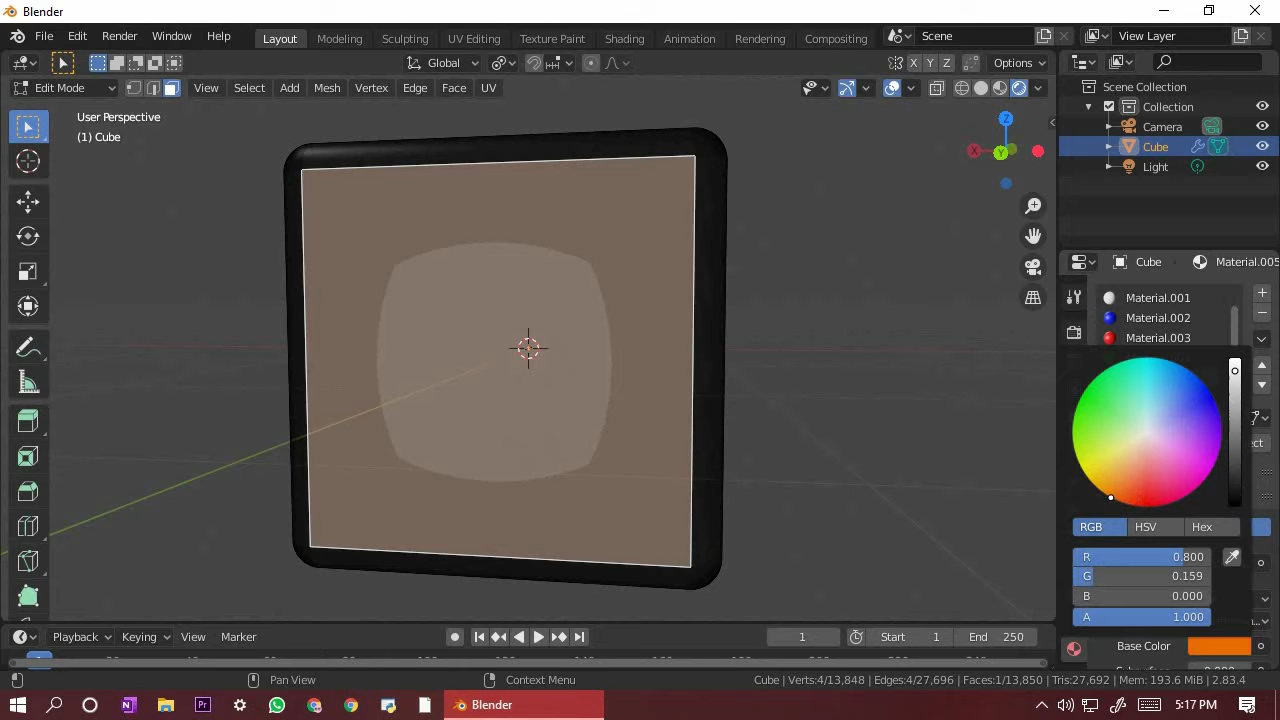 Blender
File Edit Render Window Help
Layout Modeling Sculpting UV Editing Texture Paint Shading Animation Rendering Compositing
Scene
View Layer
Global
X Y Z
Options
Edit Mode
View Select Add Mesh Vertex Edge Face UV
User Perspective
(1) Cube
Z
X
Y
Scene Collection
Collection
Camera
Cube
Light
Cube
Material.005
Material.001
Material.002
Material.003
RGB HSV Hex
R 0.800
G 0.159
B 0.000
A 1.000
Base Color
Playback Keying View Marker
1
Start 1
End 250
Pan View
Context Menu
Cube | Verts:4/13,848 | Edges:4/27,696 | Faces:1/13,850 | Tris:27,692 | Mem: 193.6 MiB | 2.83.4
Blender
5:17 PM